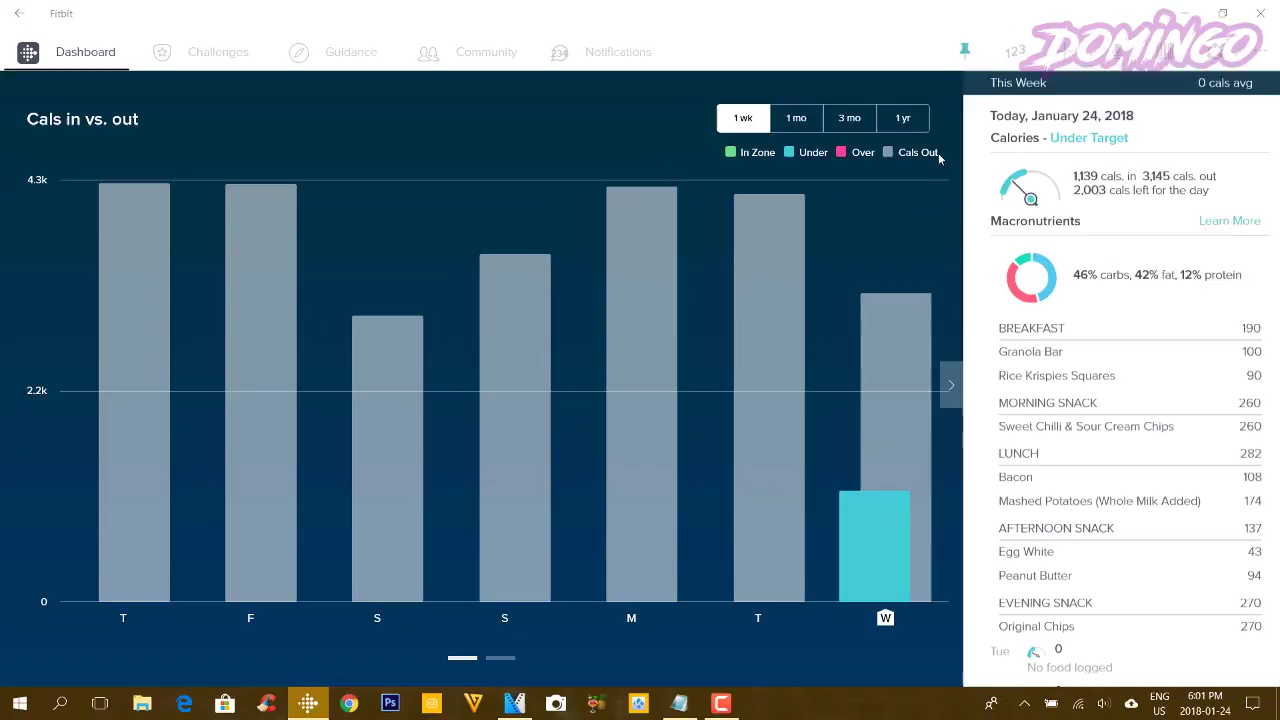 Fitbit
Dashboard
Challenges
Guidance
Community
234
Notifications
123
DOMINGO
This Week
0 cals avg
Cals in vs. out
1 wk
1 mo
3 mo
1 yr
In Zone
Under
Over
Cals Out
4.3k
2.2k
0
T
F
S
S
M
T
W
Today, January 24, 2018
Calories - Under Target
1,139 cals. in 3,145 cals. out
2,003 cals left for the day
Macronutrients
Learn More
46% carbs, 42% fat, 12% protein
BREAKFAST 190
Granola Bar 100
Rice Krispies Squares 90
MORNING SNACK 260
Sweet Chilli & Sour Cream Chips 260
LUNCH 282
Bacon 108
Mashed Potatoes (Whole Milk Added) 174
AFTERNOON SNACK 137
Egg White 43
Peanut Butter 94
EVENING SNACK 270
Original Chips 270
Tue 0
No food logged
Ps
ENG 6:01 PM
US 2018-01-24